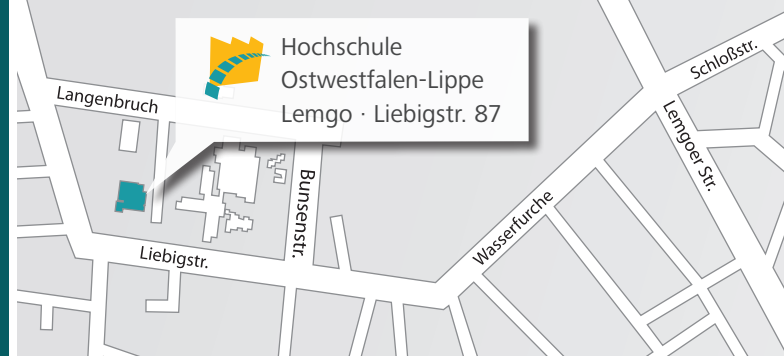 Hochschule
Ostwestfalen-Lippe
Lemgo · Liebigstr. 87
Schloßstr.
Langenbruch
Lemgoer Str.
Bunsenstr.
Wasserfurche
Liebigstr.